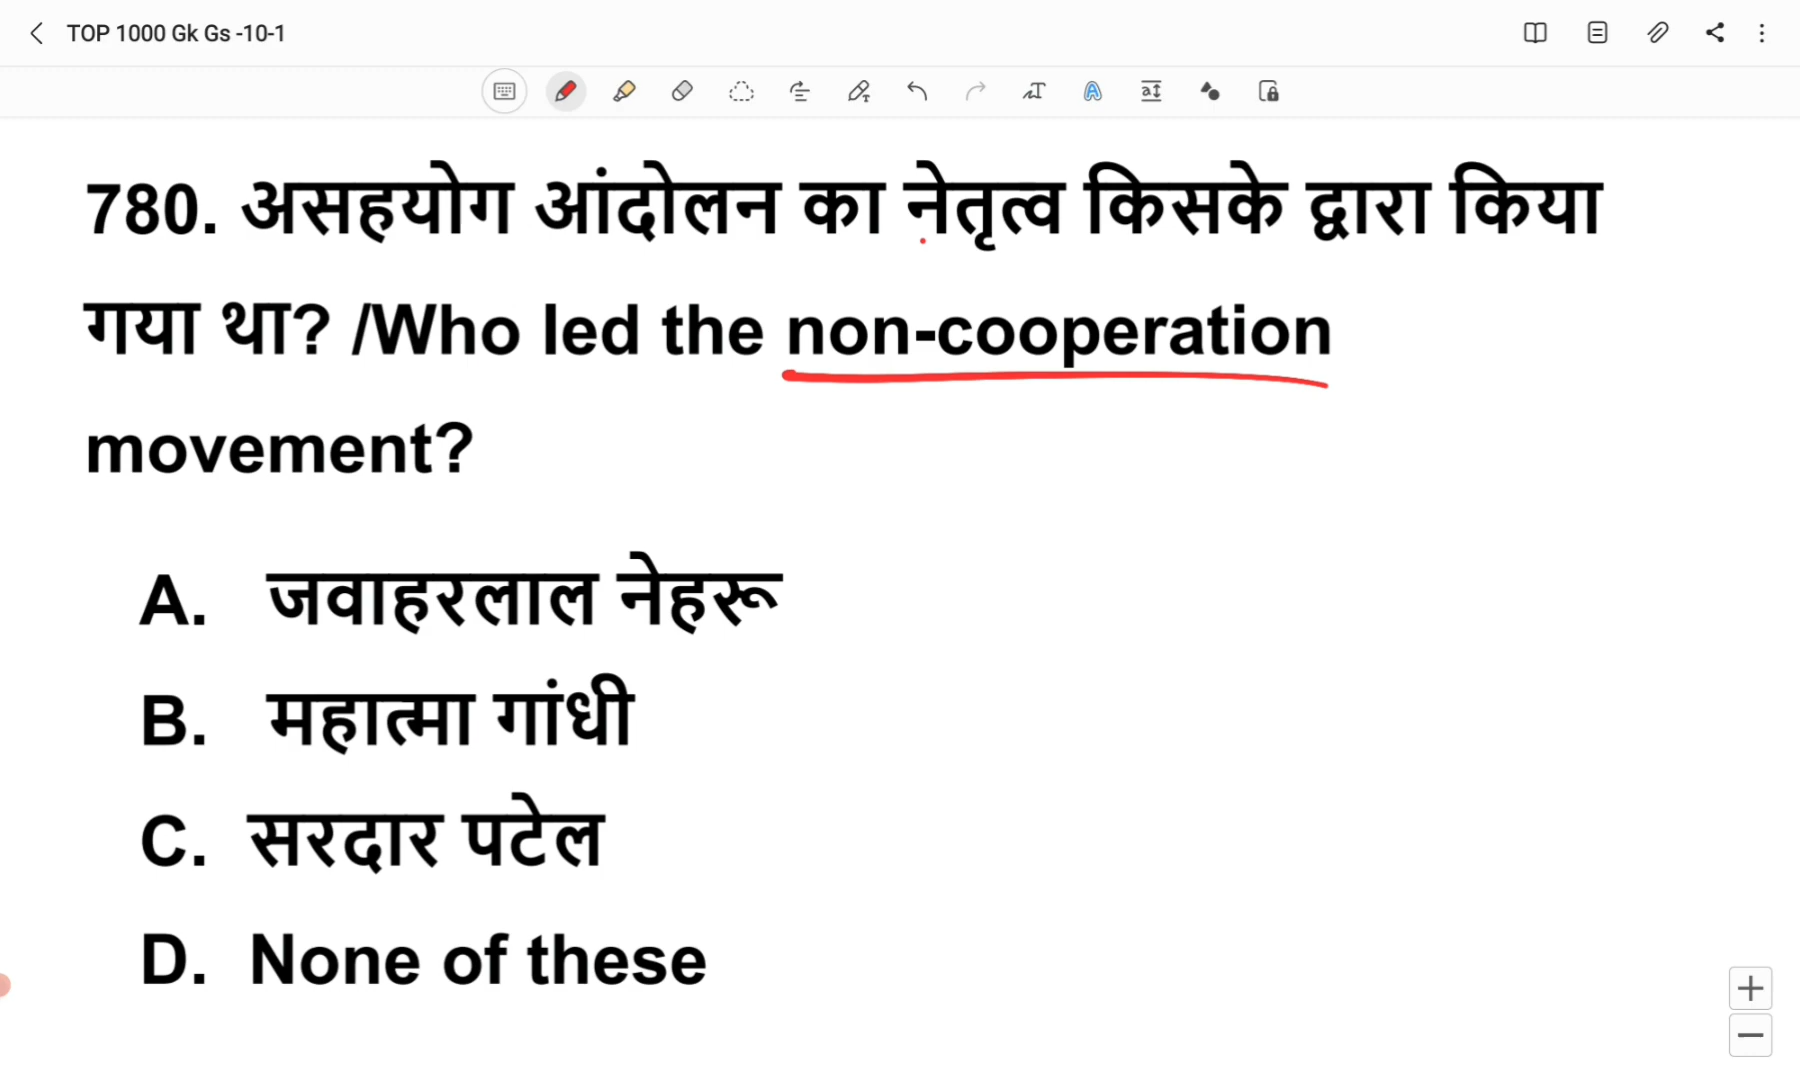 TOP 1000 Gk Gs -10-1
780. असहयोग आंदोलन का नेतृत्व किसके द्वारा किया
गया था? /Who led the non-cooperation
movement?
A. जवाहरलाल नेहरू
B. महात्मा गांधी
C. सरदार पटेल
D. None of these